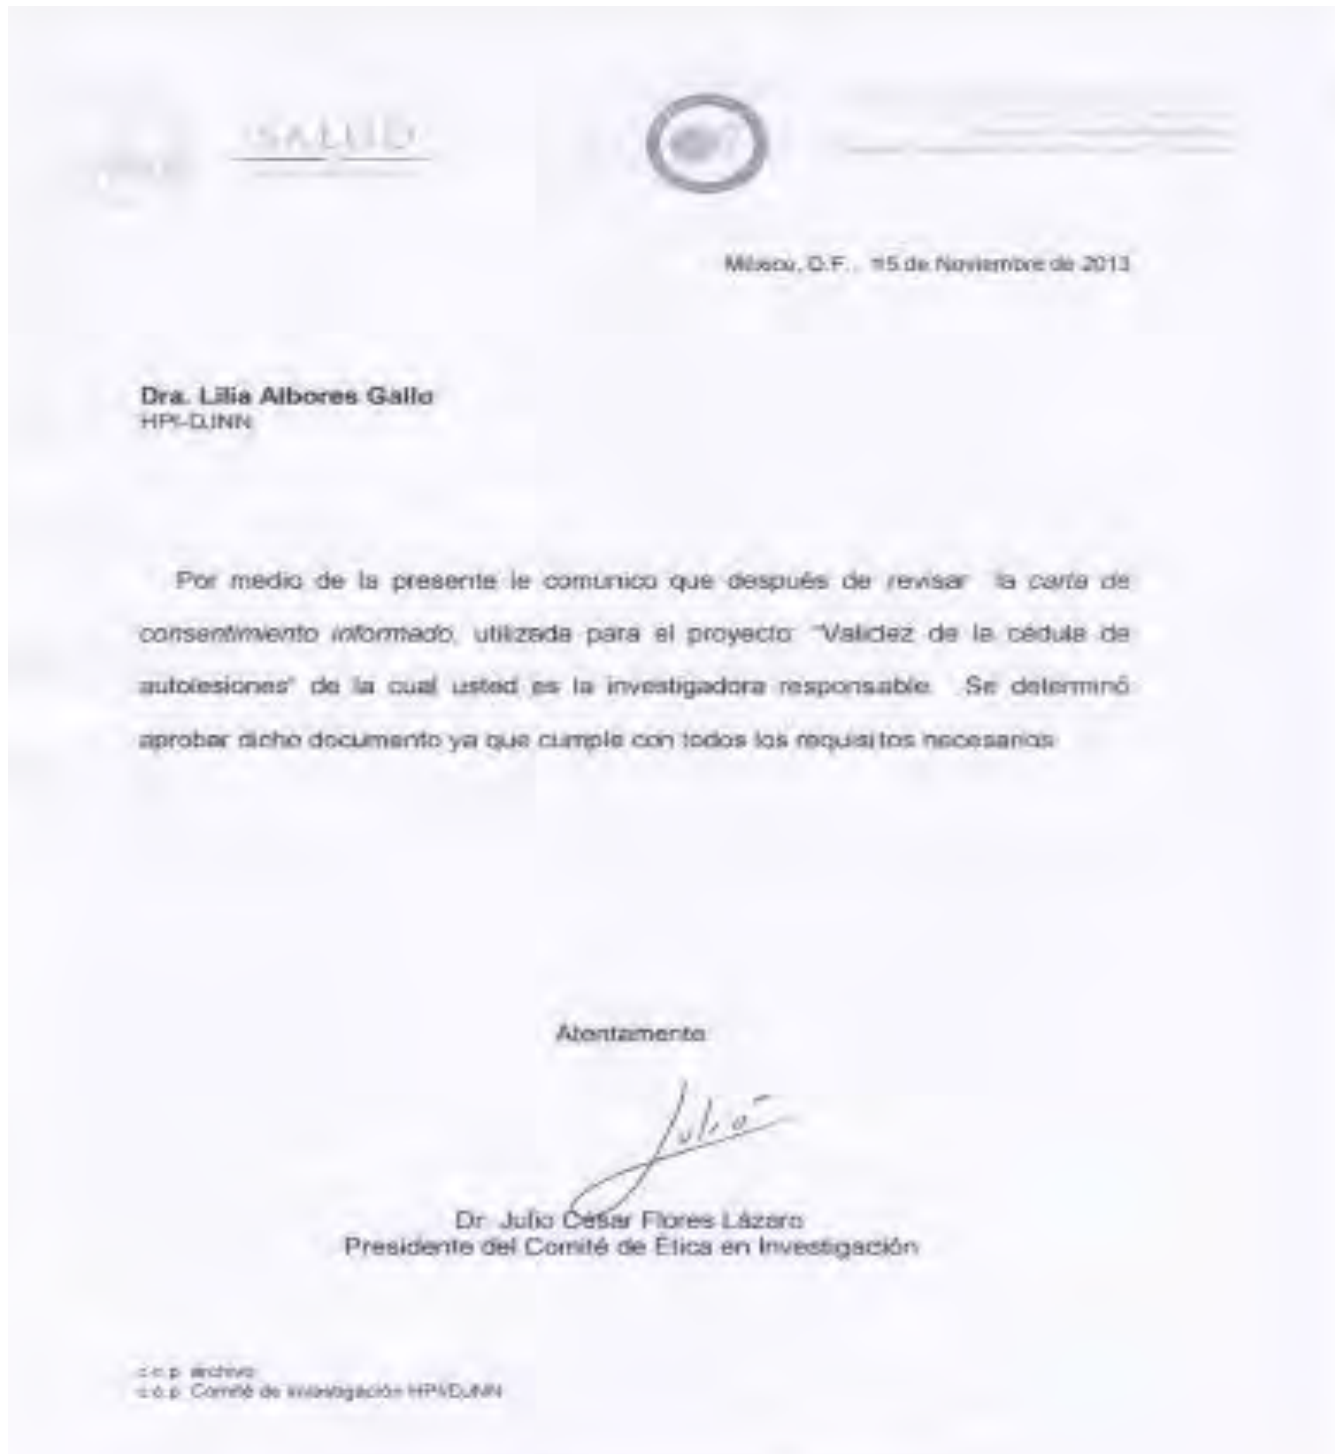 SALUD
México, D.F., 15 de Noviembre de 2013
Dra. Lilia Albores Gallo
HPI-DJNN
Por medio de la presente le comunico que después de revisar la carta de
consentimiento informado, utilizada para el proyecto "Validez de la cédula de
autolesiones" de la cual usted es la investigadora responsable. Se determinó
aprobar dicho documento ya que cumple con todos los requisitos necesarios
Atentamente
Julio
Dr. Julio César Flores Lázaro
Presidente del Comité de Ética en Investigación
c.c.p. archivo
c.c.p. Comité de Investigación HPI/DJNN